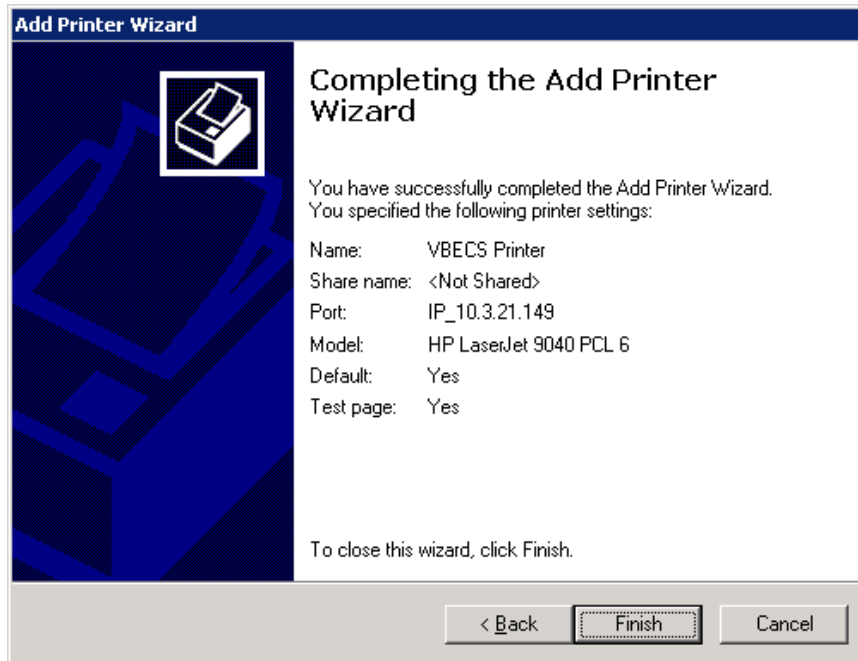 Add Printer Wizard
Completing the Add Printer
Wizard
You have successfully completed the Add Printer Wizard.
You specified the following printer settings:
Name: VBECS Printer
Share name: <Not Shared>
Port: IP_10.3.21.149
Model: HP LaserJet 9040 PCL 6
Default: Yes
Test page: Yes
To close this wizard, click Finish.
< Back Finish Cancel